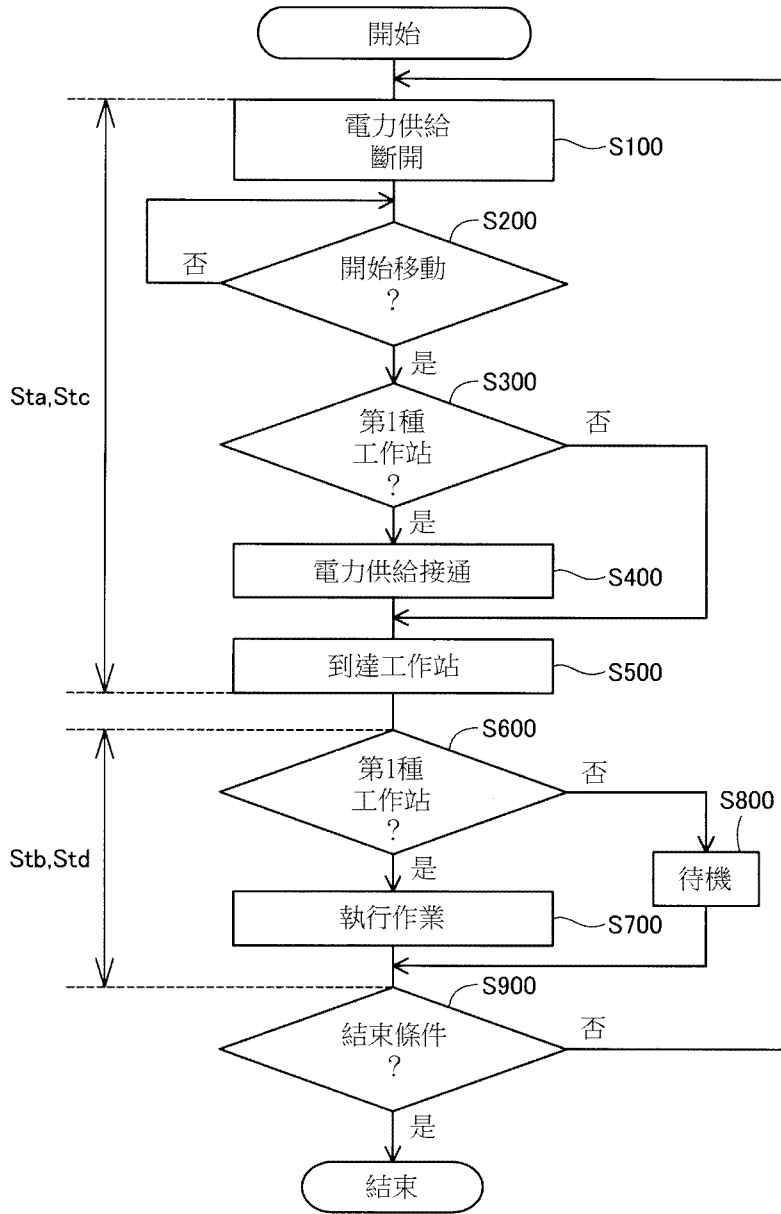 開始
電力供給
斷開
S100
S200
開始移動
?
否
是
S300
第1種
工作站
?
否
是
Sta,Stc
電力供給接通
S400
到達工作站
S500
S600
第1種
工作站
?
否
是
S800
待機
Stb,Std
執行作業
S700
S900
結束條件
?
否
是
結束